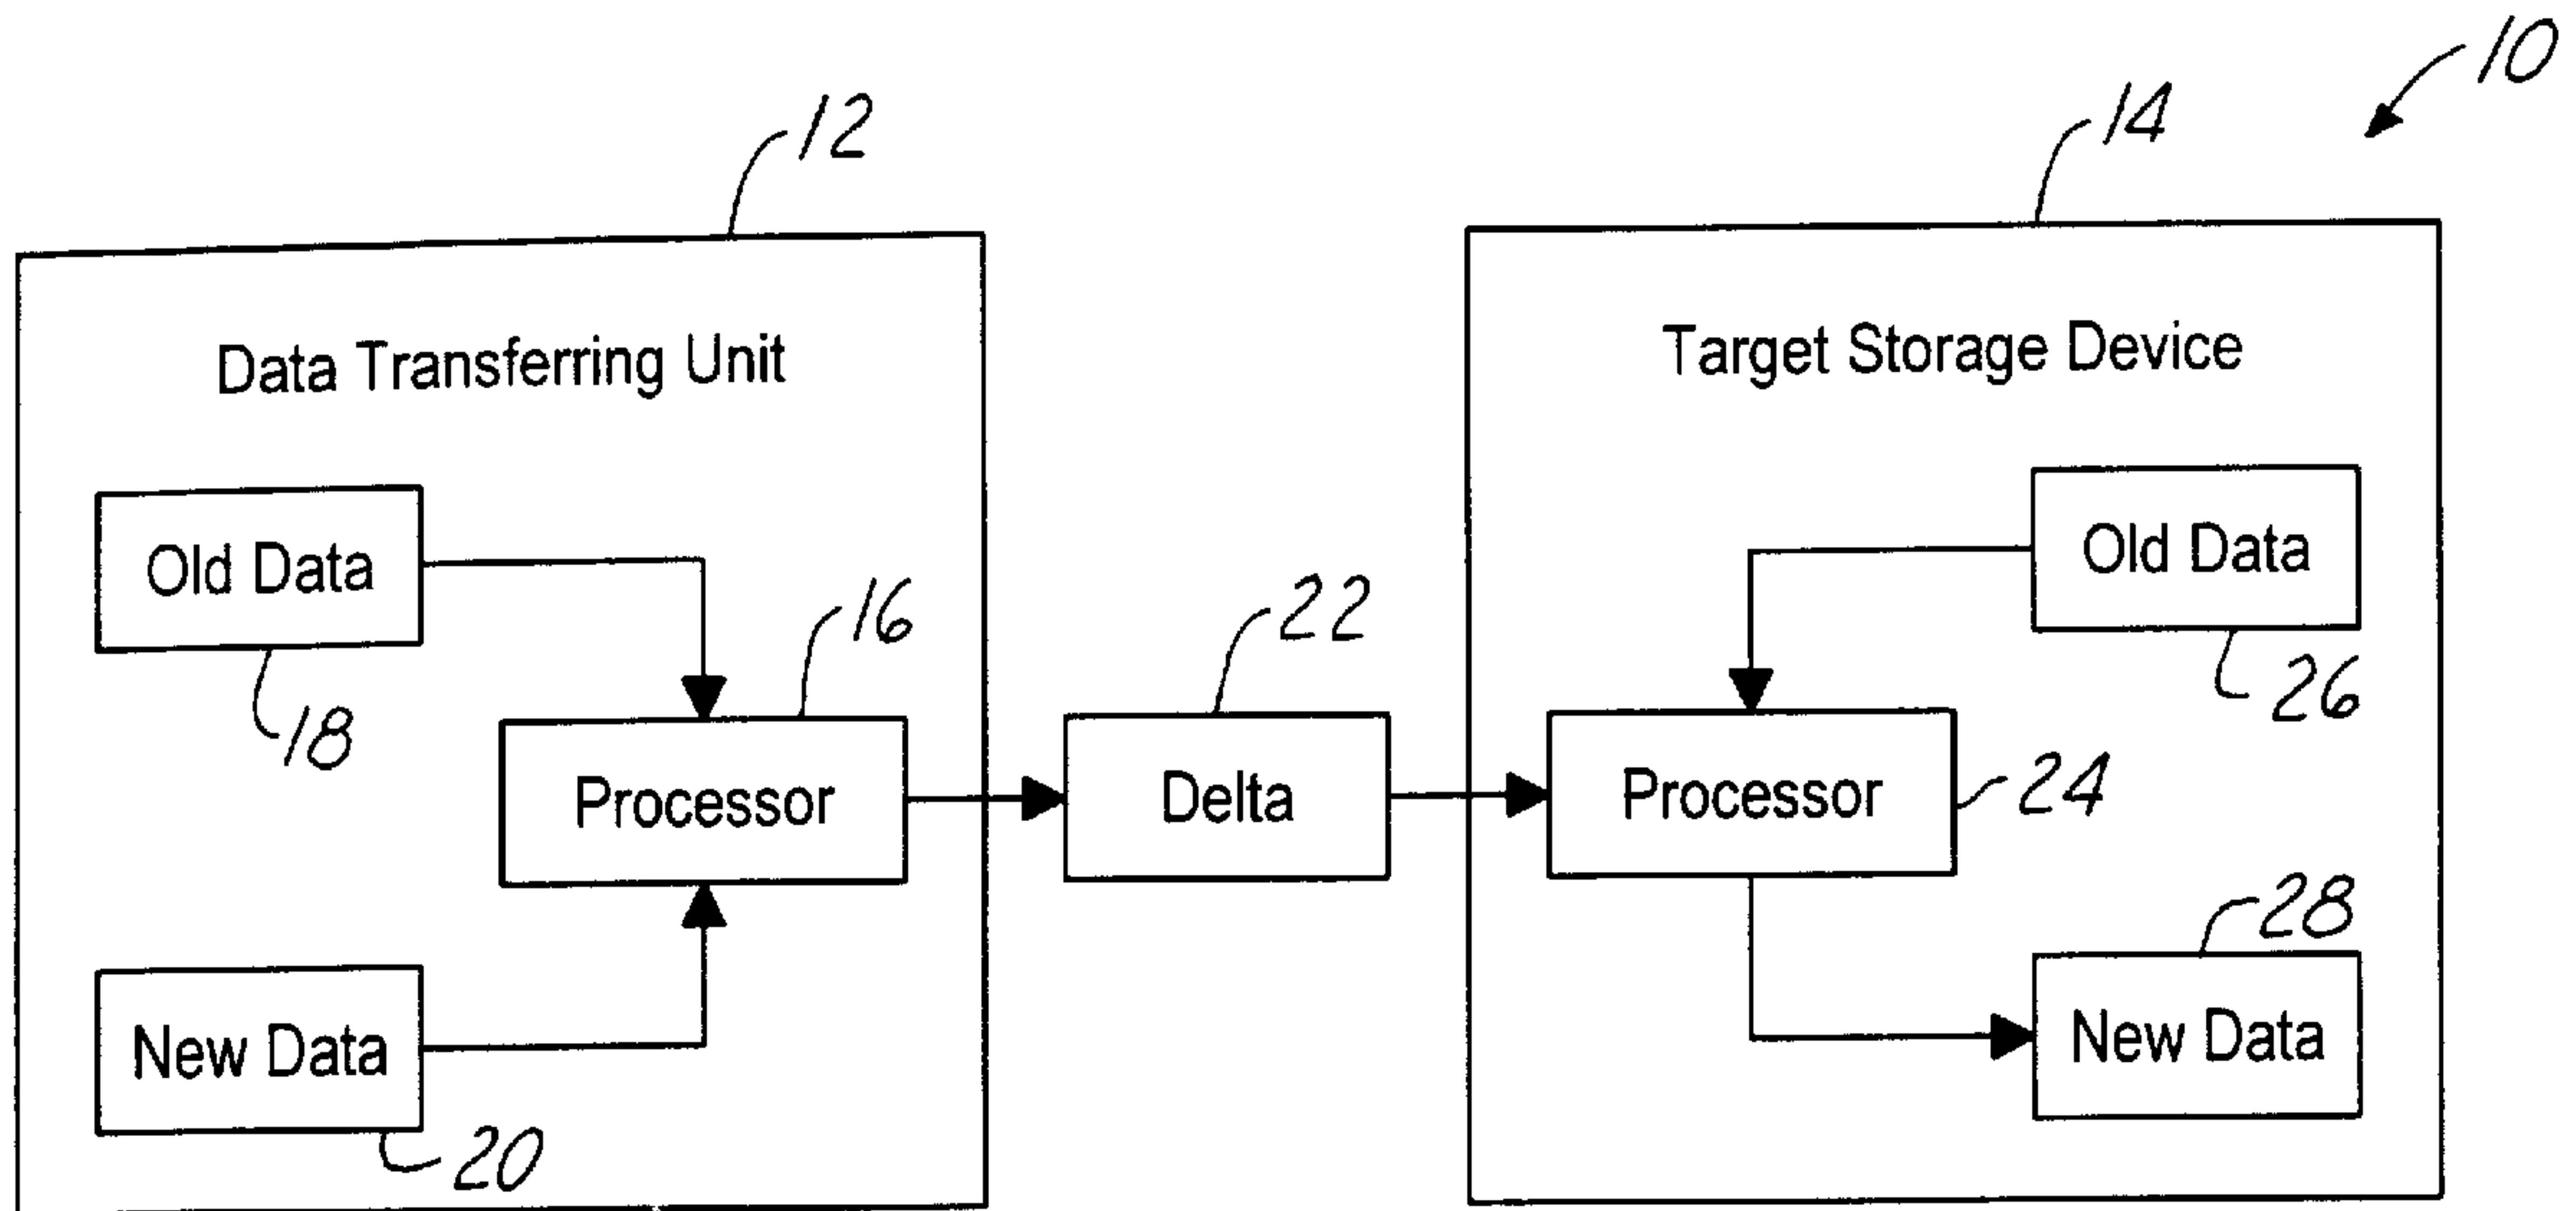 10
12
14
Data Transferring Unit
Target Storage Device
Old Data
18
16
Processor
New Data
20
22
Delta
Old Data
26
Processor
24
28
New Data